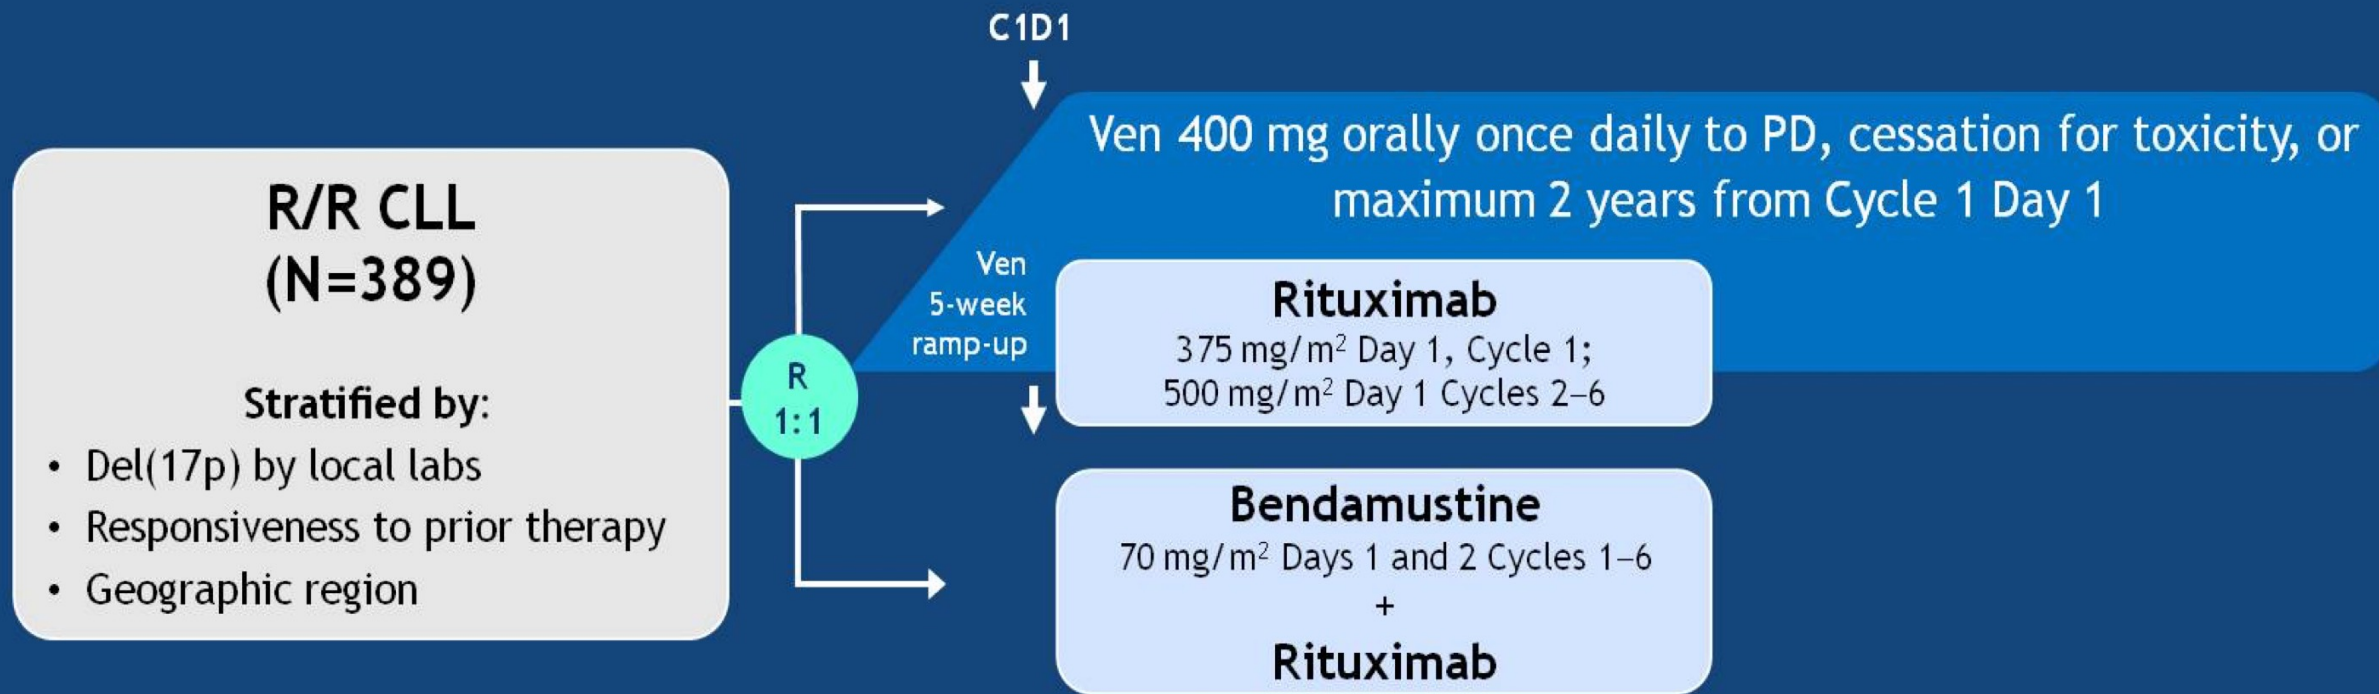 R/R CLL
(N=389)
Stratified by:
• Del(17p) by local labs
• Responsiveness to prior therapy
• Geographic region
R
1:1
C1D1
Ven 400 mg orally once daily to PD, cessation for toxicity, or
maximum 2 years from Cycle 1 Day 1
Ven
5-week
ramp-up
Rituximab
375 mg/m² Day 1, Cycle 1;
500 mg/m² Day 1 Cycles 2–6
Bendamustine
70 mg/m² Days 1 and 2 Cycles 1–6
+
Rituximab